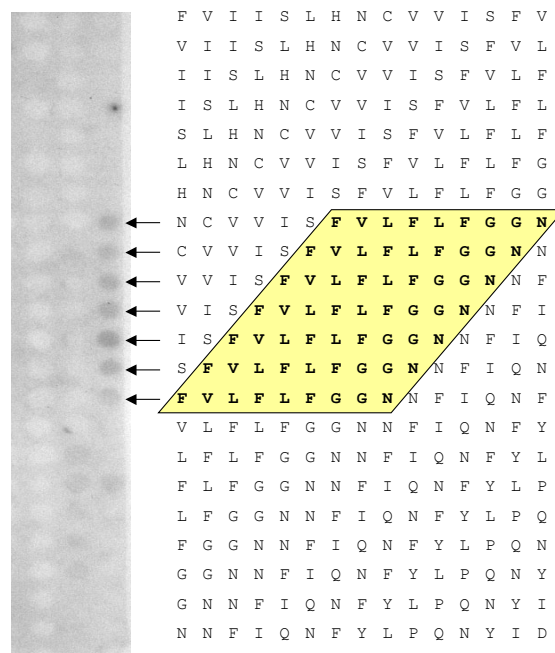 F V I I S L H N C V V I S F V
V I I S L H N C V V I S F V L
I I S L H N C V V I S F V L F
I S L H N C V V I S F V L F L
S L H N C V V I S F V L F L F
L H N C V V I S F V L F L F G
H N C V V I S F V L F L F G G
N C V V I S F V L F L F G G N
C V V I S F V L F L F G G N N
V V I S F V L F L F G G N N F
V I S F V L F L F G G N N F I
I S F V L F L F G G N N F I Q
S F V L F L F G G N N F I Q N
F V L F L F G G N N F I Q N F
V L F L F G G N N F I Q N F Y
L F L F G G N N F I Q N F Y L
F L F G G N N F I Q N F Y L P
L F G G N N F I Q N F Y L P Q
F G G N N F I Q N F Y L P Q N
G G N N F I Q N F Y L P Q N Y
G N N F I Q N F Y L P Q N Y I
N N F I Q N F Y L P Q N Y I D